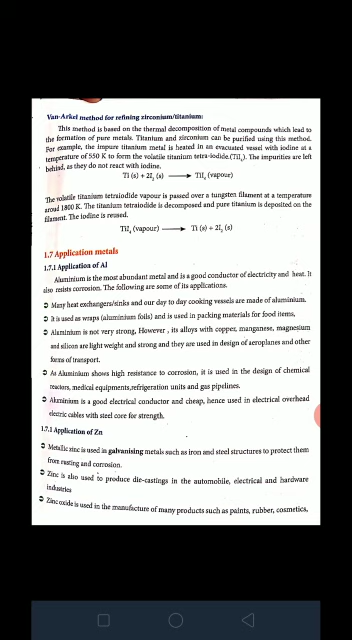 Van-Arkel method for refining zirconium/titanium:
This method is based on the thermal decomposition of metal compounds which lead to
the formation of pure metals. Titanium and zirconium can be purified using this method.
For example, the impure titanium metal is heated in an evacuated vessel with iodine at a
temperature of 550 K to form the volatile titanium tetra-iodide.(TiI₄). The impurities are left
behind, as they do not react with iodine.
Ti (s) + 2I₂ (s) ⟶ TiI₄ (vapour)
The volatile titanium tetraiodide vapour is passed over a tungsten filament at a temperature
aroud 1800 K. The titanium tetraiodide is decomposed and pure titanium is deposited on the
filament. The iodine is reused.
TiI₄ (vapour) ⟶ Ti (s) + 2I₂ (s)
1.7 Application metals
1.7.1 Application of Al
Aluminium is the most abundant metal and is a good conductor of electricity and heat. It
also resists corrosion. The following are some of its applications.
➲ Many heat exchangers/sinks and our day to day cooking vessels are made of aluminium.
➲ It is used as wraps (aluminium foils) and is used in packing materials for food items,
➲ Aluminium is not very strong, However , its alloys with copper, manganese, magnesium
and silicon are light weight and strong and they are used in design of aeroplanes and other
forms of transport.
➲ As Aluminium shows high resistance to corrosion, it is used in the design of chemical
reactors, medical equipments,refrigeration units and gas pipelines.
➲ Aluminium is a good electrical conductor and cheap, hence used in electrical overhead
electric cables with steel core for strength.
1.7.1 Application of Zn
➲ Metallic zinc is used in galvanising metals such as iron and steel structures to protect them
from rusting and corrosion.
➲ Zinc is also used to produce die-castings in the automobile, electrical and hardware
industries
➲ Zinc oxide is used in the manufacture of many products such as paints, rubber, cosmetics,